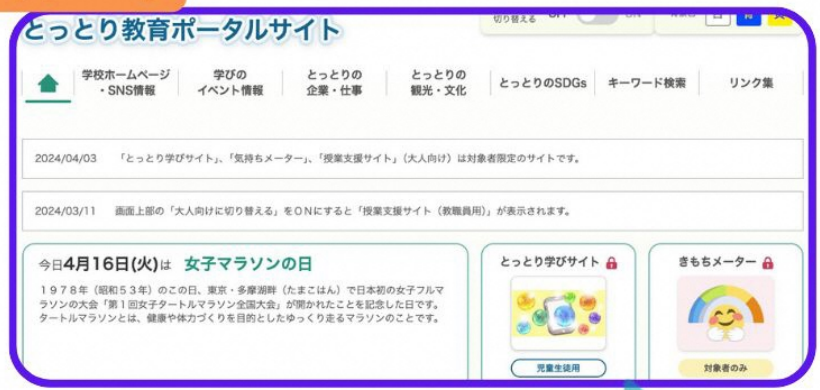 とっとり教育ポータルサイト
切り替える
学校ホームページ
・SNS情報
学びの
イベント情報
とっとりの
企業・仕事
とっとりの
観光・文化
とっとりのSDGs
キーワード検索
リンク集
2024/04/03 「とっとり学びサイト」、「気持ちメーター」、「授業支援サイト」（大人向け）は対象者限定のサイトです。
2024/03/11 画面上部の「大人向けに切り替える」をＯＮにすると「授業支援サイト（教職員用）」が表示されます。
今日4月16日(火)は 女子マラソンの日
１９７８年（昭和５３年）のこの日、東京・多摩湖畔（たまこはん）で日本初の女子フルマ
ラソンの大会「第１回女子タートルマラソン全国大会」が開かれたことを記念した日です。
タートルマラソンとは、健康や体力づくりを目的としたゆっくり走るマラソンのことです。
とっとり学びサイト
児童生徒用
きもちメーター
対象者のみ